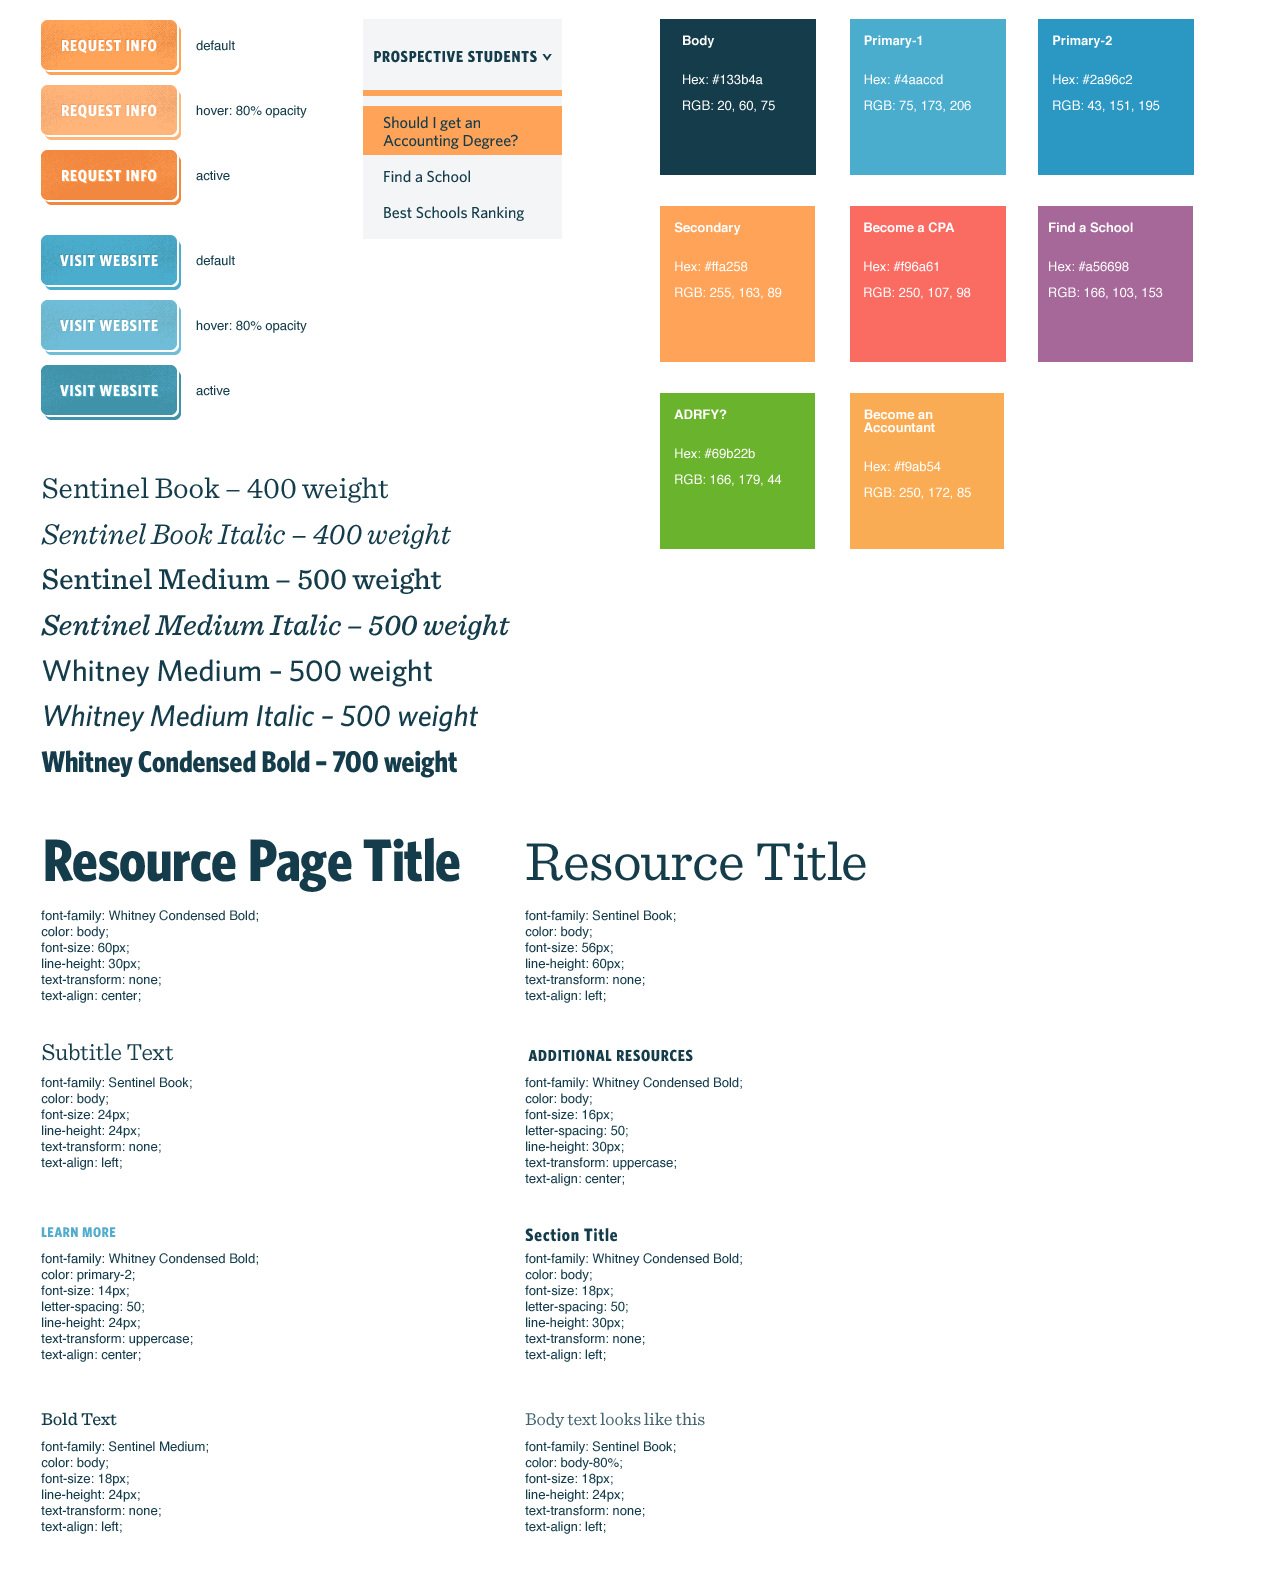 REQUEST INFO
default
REQUEST INFO
hover: 80% opacity
REQUEST INFO
active
VISIT WEBSITE
default
VISIT WEBSITE
hover: 80% opacity
VISIT WEBSITE
active
PROSPECTIVE STUDENTS
Should I get an
Accounting Degree?
Find a School
Best Schools Ranking
Body
Hex: #133b4a
RGB: 20, 60, 75
Primary-1
Hex: #4aaccd
RGB: 75, 173, 206
Primary-2
Hex: #2a96c2
RGB: 43, 151, 195
Secondary
Hex: #ffa258
RGB: 255, 163, 89
Become a CPA
Hex: #f96a61
RGB: 250, 107, 98
Find a School
Hex: #a56698
RGB: 166, 103, 153
ADRFY?
Hex: #69b22b
RGB: 166, 179, 44
Become an
Accountant
Hex: #f9ab54
RGB: 250, 172, 85
Sentinel Book – 400 weight
Sentinel Book Italic – 400 weight
Sentinel Medium – 500 weight
Sentinel Medium Italic – 500 weight
Whitney Medium – 500 weight
Whitney Medium Italic – 500 weight
Whitney Condensed Bold – 700 weight
Resource Page Title
font-family: Whitney Condensed Bold;
color: body;
font-size: 60px;
line-height: 30px;
text-transform: none;
text-align: center;
Resource Title
font-family: Sentinel Book;
color: body;
font-size: 56px;
line-height: 60px;
text-transform: none;
text-align: left;
Subtitle Text
font-family: Sentinel Book;
color: body;
font-size: 24px;
line-height: 24px;
text-transform: none;
text-align: left;
ADDITIONAL RESOURCES
font-family: Whitney Condensed Bold;
color: body;
font-size: 16px;
letter-spacing: 50;
line-height: 30px;
text-transform: uppercase;
text-align: center;
LEARN MORE
font-family: Whitney Condensed Bold;
color: primary-2;
font-size: 14px;
letter-spacing: 50;
line-height: 24px;
text-transform: uppercase;
text-align: center;
Section Title
font-family: Whitney Condensed Bold;
color: body;
font-size: 18px;
letter-spacing: 50;
line-height: 30px;
text-transform: none;
text-align: left;
Bold Text
font-family: Sentinel Medium;
color: body;
font-size: 18px;
line-height: 24px;
text-transform: none;
text-align: left;
Body text looks like this
font-family: Sentinel Book;
color: body-80%;
font-size: 18px;
line-height: 24px;
text-transform: none;
text-align: left;